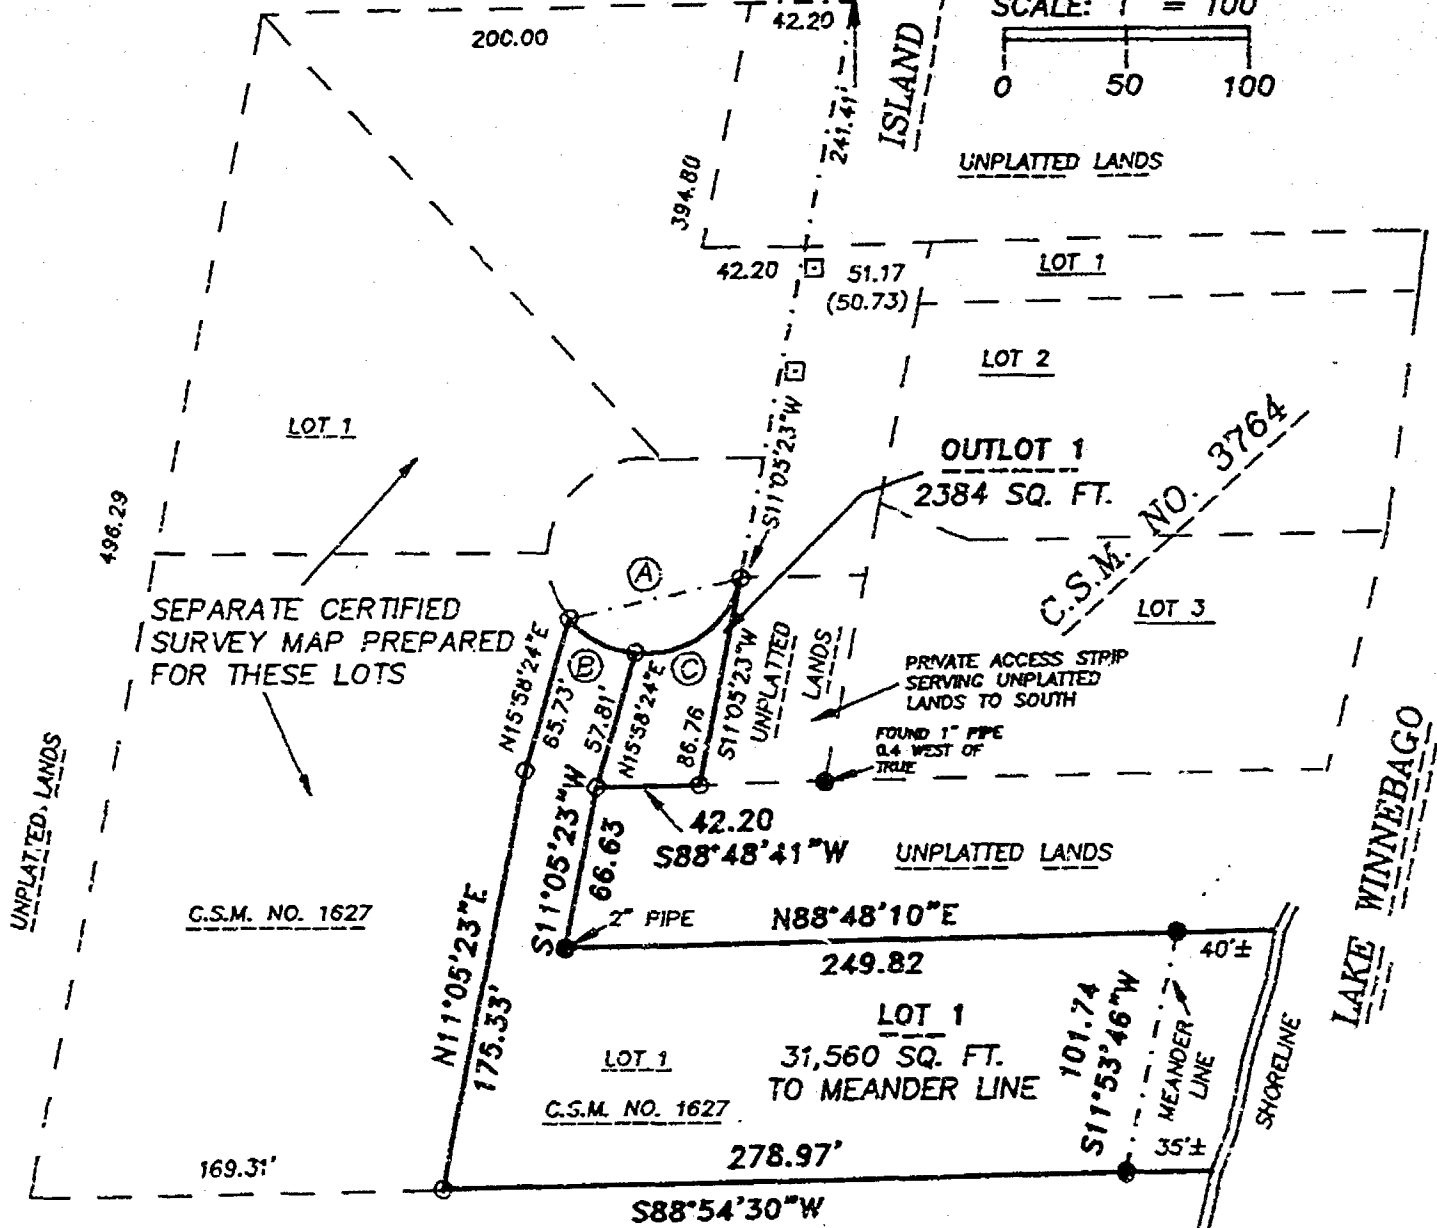 200.00
42.20
SCALE: 1" = 100'
0 50 100
ISLAND
241.41'
394.80
UNPLATTED LANDS
42.20
51.17
(50.73)
LOT 1
LOT 2
LOT 1
OUTLOT 1
2384 SQ. FT.
C.S.M. NO. 3764
S11°05'23"W
496.29
A
LOT 3
SEPARATE CERTIFIED
SURVEY MAP PREPARED
FOR THESE LOTS
N15°58'24"E
65.73'
B
57.81'
N15°58'24"E
C
86.76
S11°05'23"W
UNPLATTED
LANDS
PRIVATE ACCESS STRIP
SERVING UNPLATTED
LANDS TO SOUTH
FOUND 1" PIPE
0.4 WEST OF
TRUE
UNPLATTED LANDS
42.20
S88°48'41"W
S11°05'23"W
66.63
UNPLATTED LANDS
LAKE WINNEBAGO
C.S.M. NO. 1627
2" PIPE
N88°48'10"E
249.82
40'±
N11°05'23"E
175.33'
LOT 1
31,560 SQ. FT.
TO MEANDER LINE
LOT 1
C.S.M. NO. 1627
101.74
S11°53'46"W
MEANDER
LINE
SHORELINE
35'±
169.31'
278.97'
S88°54'30"W